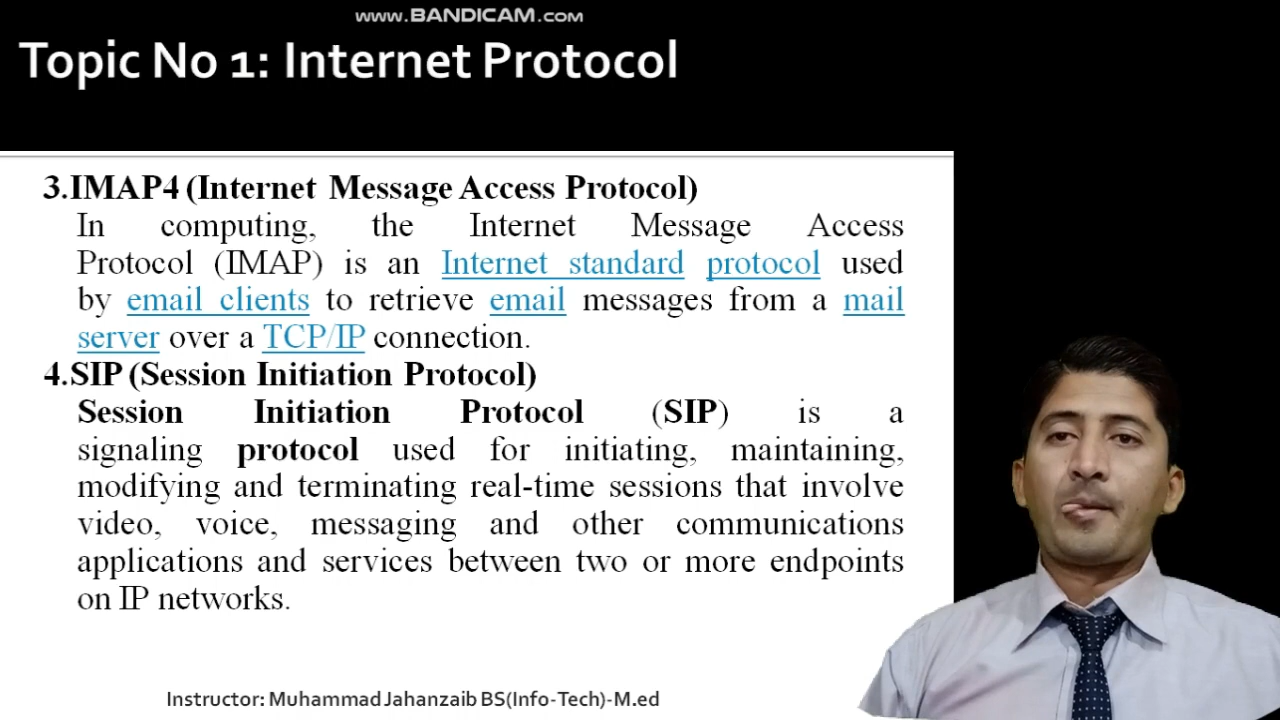 www.BANDICAM.com
Topic No 1: Internet Protocol
3.IMAP4 (Internet Message Access Protocol)
In computing, the Internet Message Access
Protocol (IMAP) is an Internet standard protocol used
by email clients to retrieve email messages from a mail
server over a TCP/IP connection.
4.SIP (Session Initiation Protocol)
Session Initiation Protocol (SIP) is a
signaling protocol used for initiating, maintaining,
modifying and terminating real-time sessions that involve
video, voice, messaging and other communications
applications and services between two or more endpoints
on IP networks.
Instructor: Muhammad Jahanzaib BS(Info-Tech)-M.ed